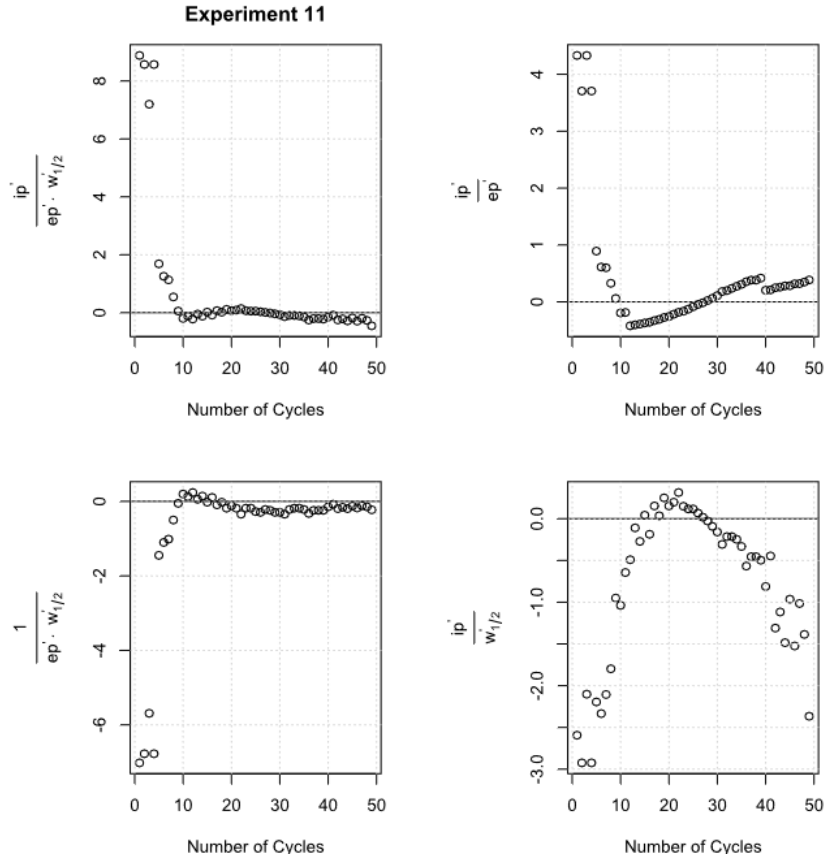 Experiment 11
ip'
ep' · w'1/2
0 2 4 6 8
0 10 20 30 40 50
Number of Cycles
ip'
ep'
0 1 2 3 4
0 10 20 30 40 50
Number of Cycles
1
ep' · w'1/2
-6 -4 -2 0
0 10 20 30 40 50
Number of Cycles
ip'
w'1/2
-3.0 -2.0 -1.0 0.0
0 10 20 30 40 50
Number of Cycles